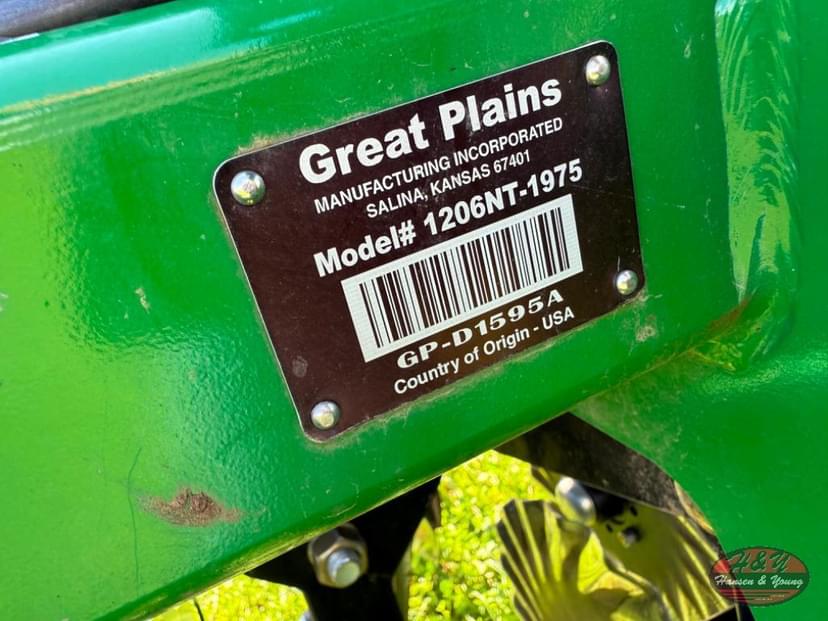 Great Plains
MANUFACTURING INCORPORATED
SALINA, KANSAS 67401
Model# 1206NT-1975
GP-D1595A
Country of Origin - USA
H&Y
Hansen & Young